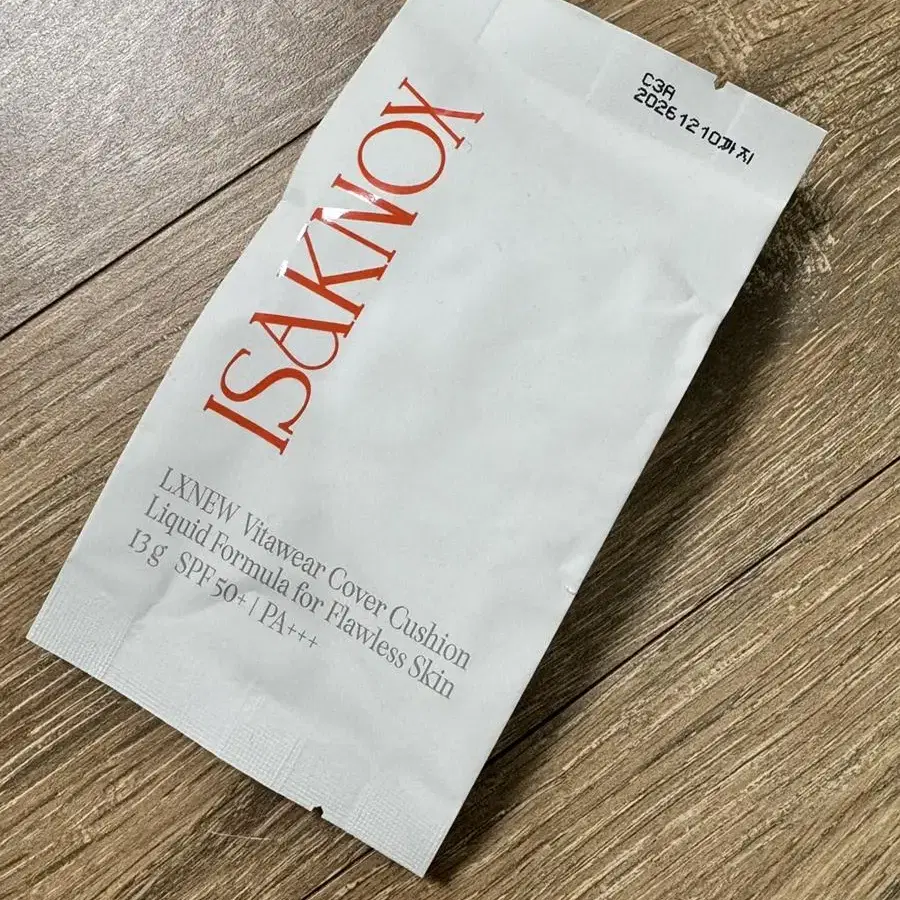 C3A
20261210까지
ISAKNOX
LXNEW Vitawear Cover Cushion
Liquid Formula for Flawless Skin
13 g SPF 50+ | PA+++